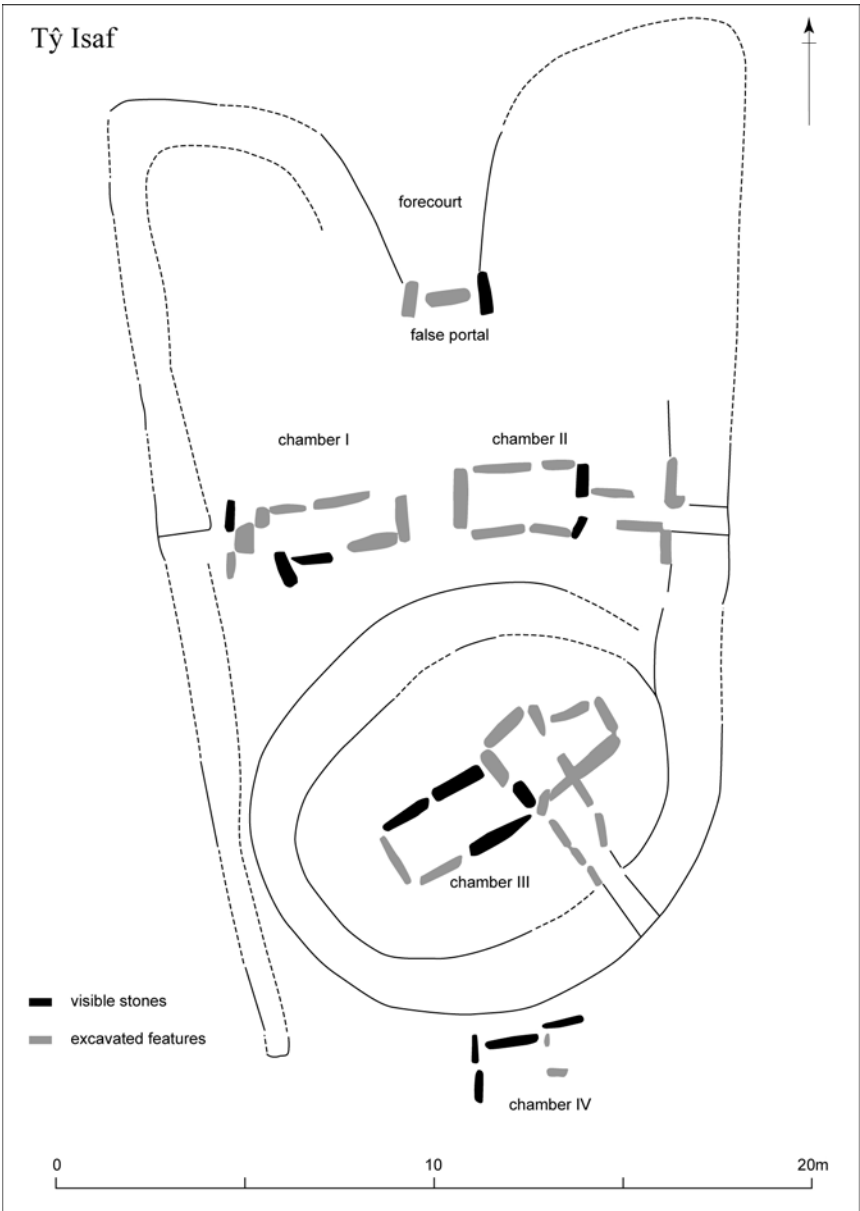 Tŷ Isaf
forecourt
false portal
chamber I
chamber II
chamber III
visible stones
excavated features
chamber IV
0
10
20m